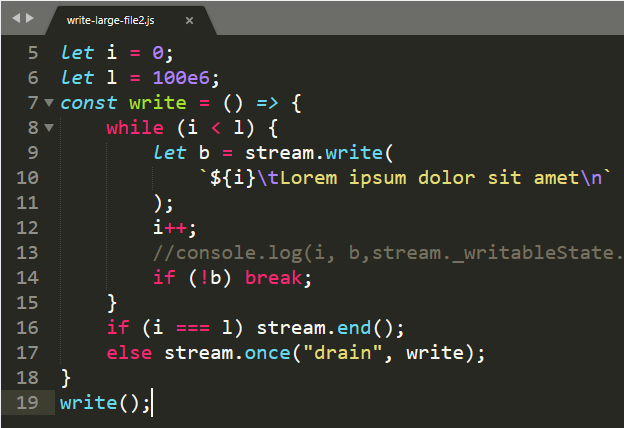 write-large-file2.js ×
5 let i = 0;
6 let l = 100e6;
7 const write = () => {
8     while (i < l) {
9         let b = stream.write(
10             `${i}\tLorem ipsum dolor sit amet\n`
11         );
12         i++;
13         //console.log(i, b,stream._writableState.
14         if (!b) break;
15     }
16     if (i === l) stream.end();
17     else stream.once("drain", write);
18 }
19 write();